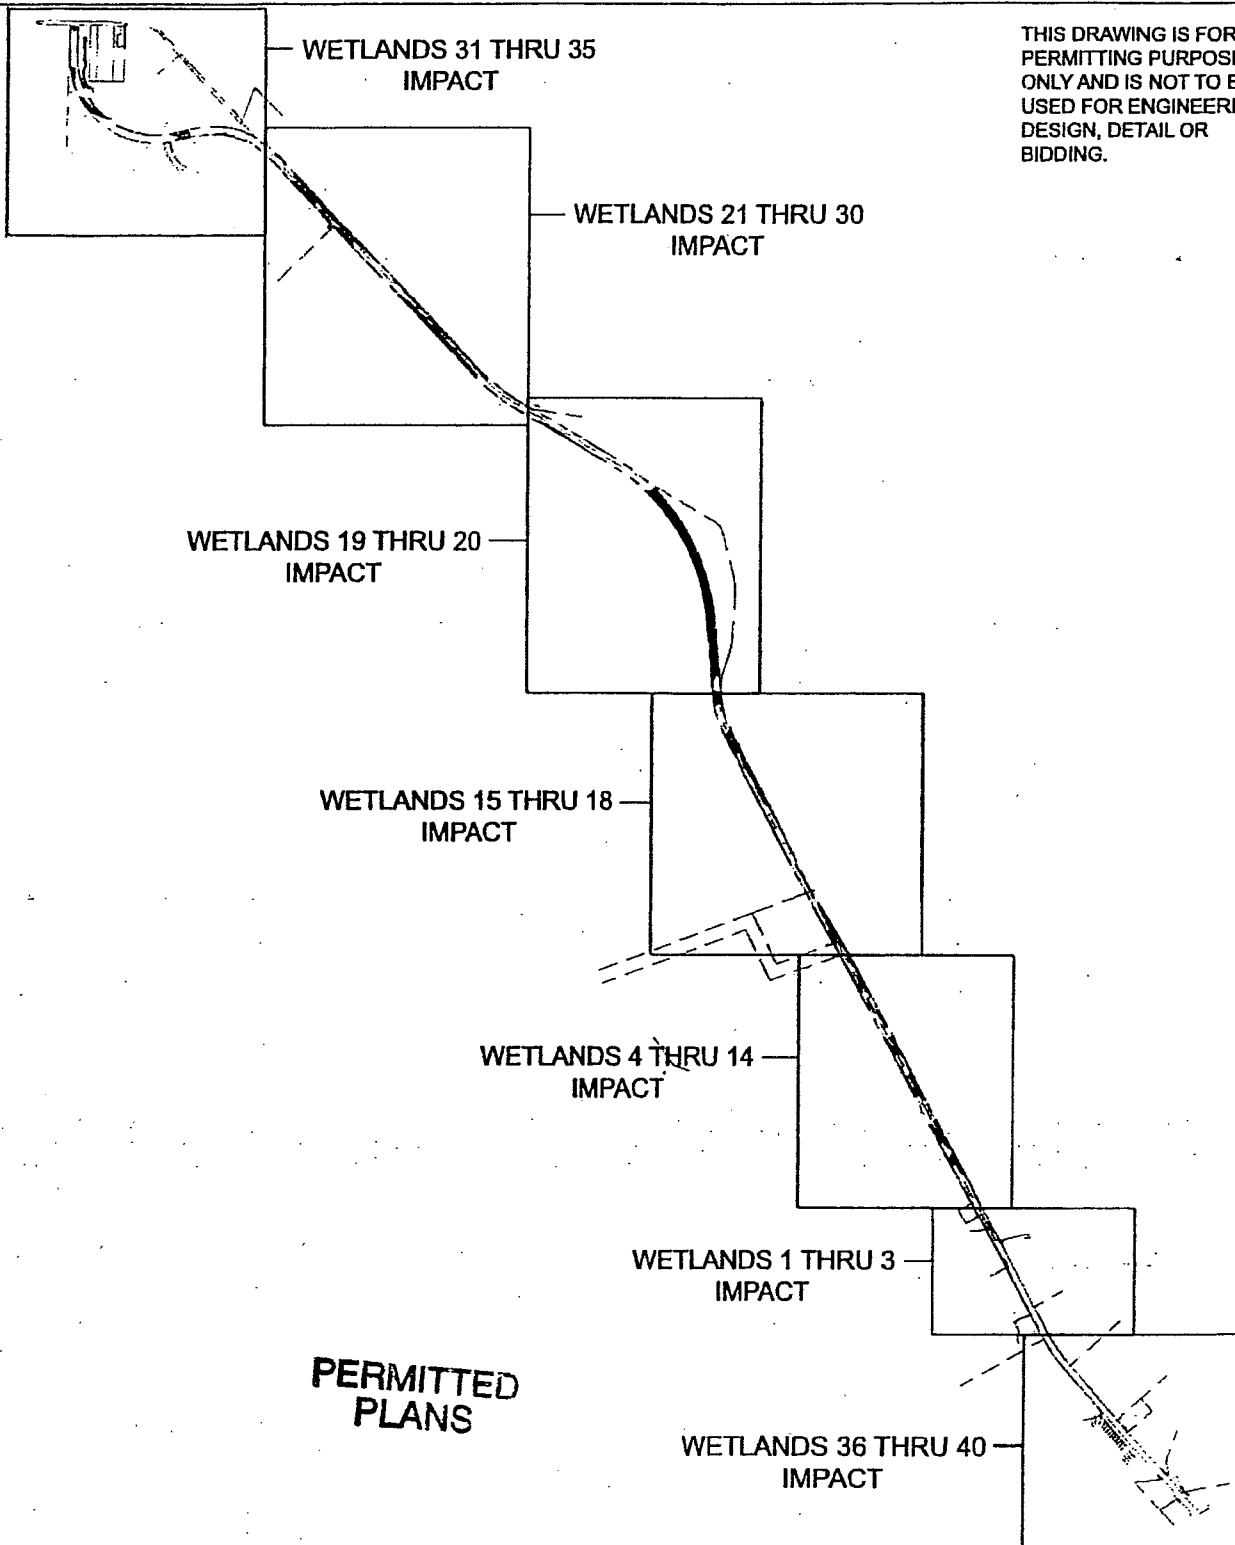 WETLANDS 31 THRU 35
IMPACT
THIS DRAWING IS FOR
PERMITTING PURPOS
ONLY AND IS NOT TO
USED FOR ENGINEER
DESIGN, DETAIL OR
BIDDING.
WETLANDS 21 THRU 30
IMPACT
WETLANDS 19 THRU 20
IMPACT
WETLANDS 15 THRU 18
IMPACT
WETLANDS 4 THRU 14
IMPACT
WETLANDS 1 THRU 3
IMPACT
PERMITTED
PLANS
WETLANDS 36 THRU 40
IMPACT